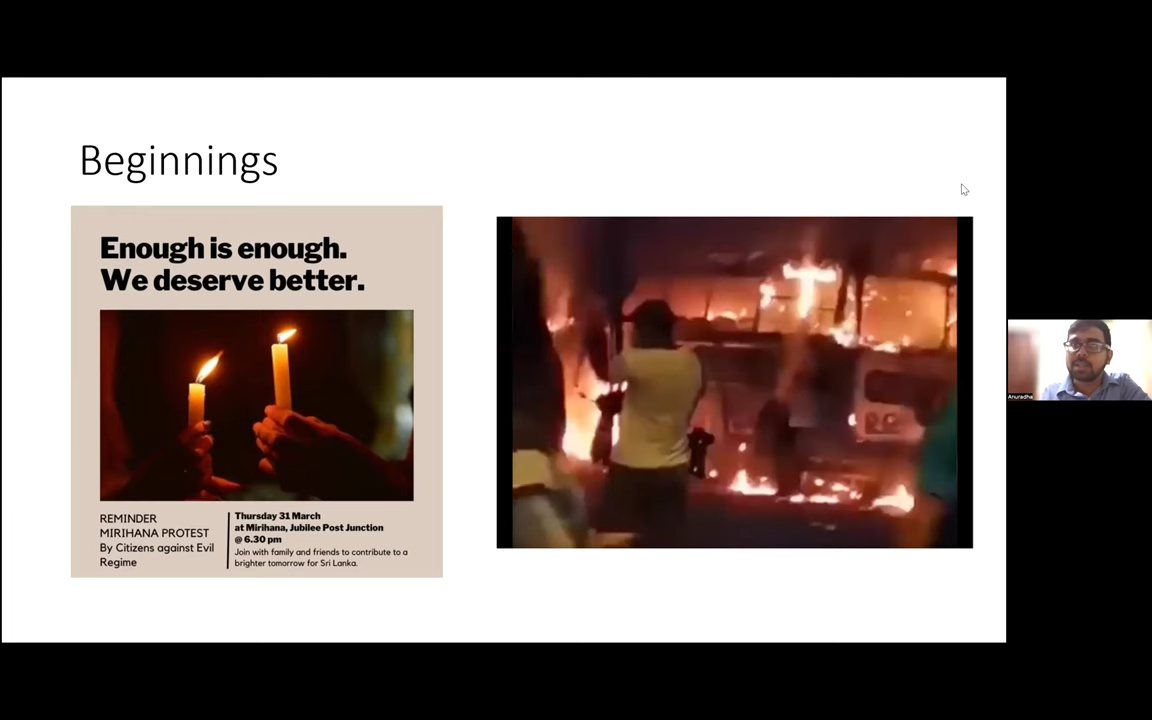 Beginnings
Enough is enough.
We deserve better.
REMINDER
MIRIHANA PROTEST
By Citizens against Evil
Regime
Thursday 31 March
at Mirihana, Jubilee Post Junction
@ 6.30 pm
Join with family and friends to contribute to a
brighter tomorrow for Sri Lanka.
Anuradha